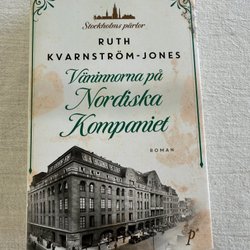 Stockholms pärlor
RUTH
KVARNSTRÖM-JONES
Väninnorna på
Nordiska
Kompaniet
ROMAN